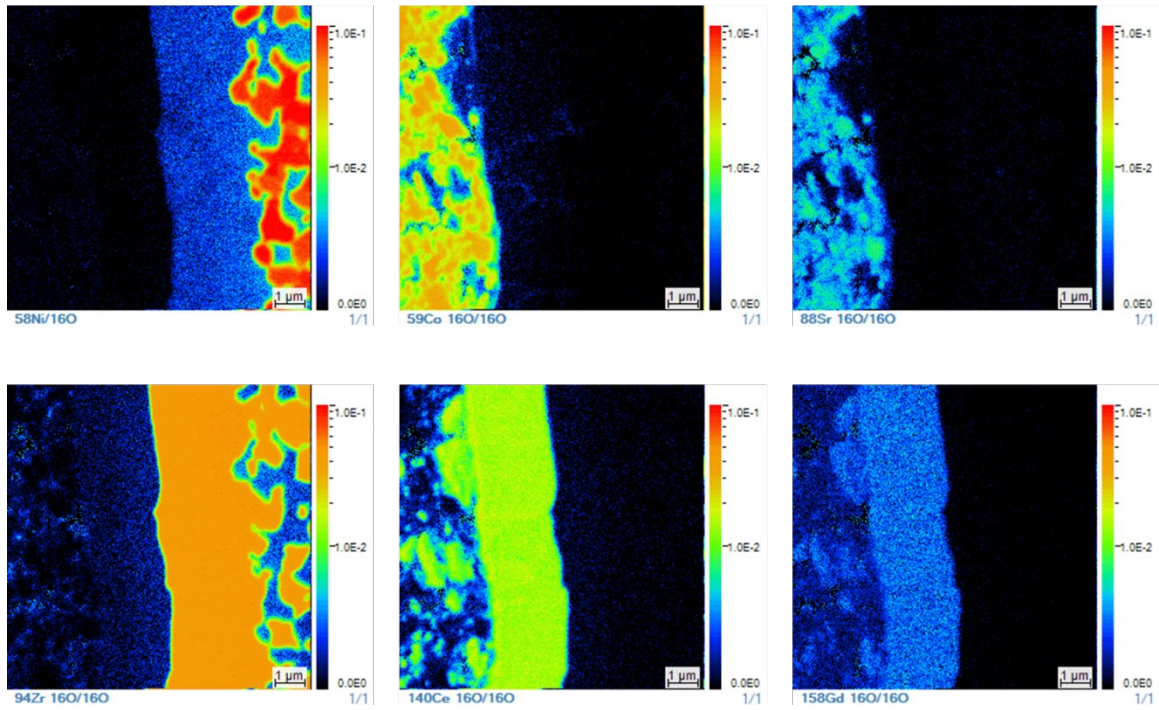 1.0E-1
1.0E-2
0.0E0
1 μm
58Ni/16O
1/1
1.0E-1
1.0E-2
0.0E0
1 μm
59Co 16O/16O
1/1
1.0E-1
1.0E-2
0.0E0
1 μm
88Sr 16O/16O
1/1
1.0E-1
1.0E-2
0.0E0
1 μm
94Zr 16O/16O
1/1
1.0E-1
1.0E-2
0.0E0
1 μm
140Ce 16O/16O
1/1
1.0E-1
1.0E-2
0.0E0
1 μm
158Gd 16O/16O
1/1